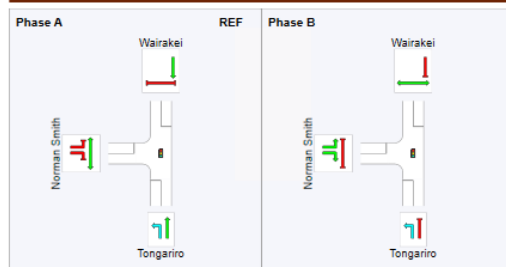 Phase A REF
Wairakei
Norman Smith
Tongariro
Phase B
Wairakei
Norman Smith
Tongariro